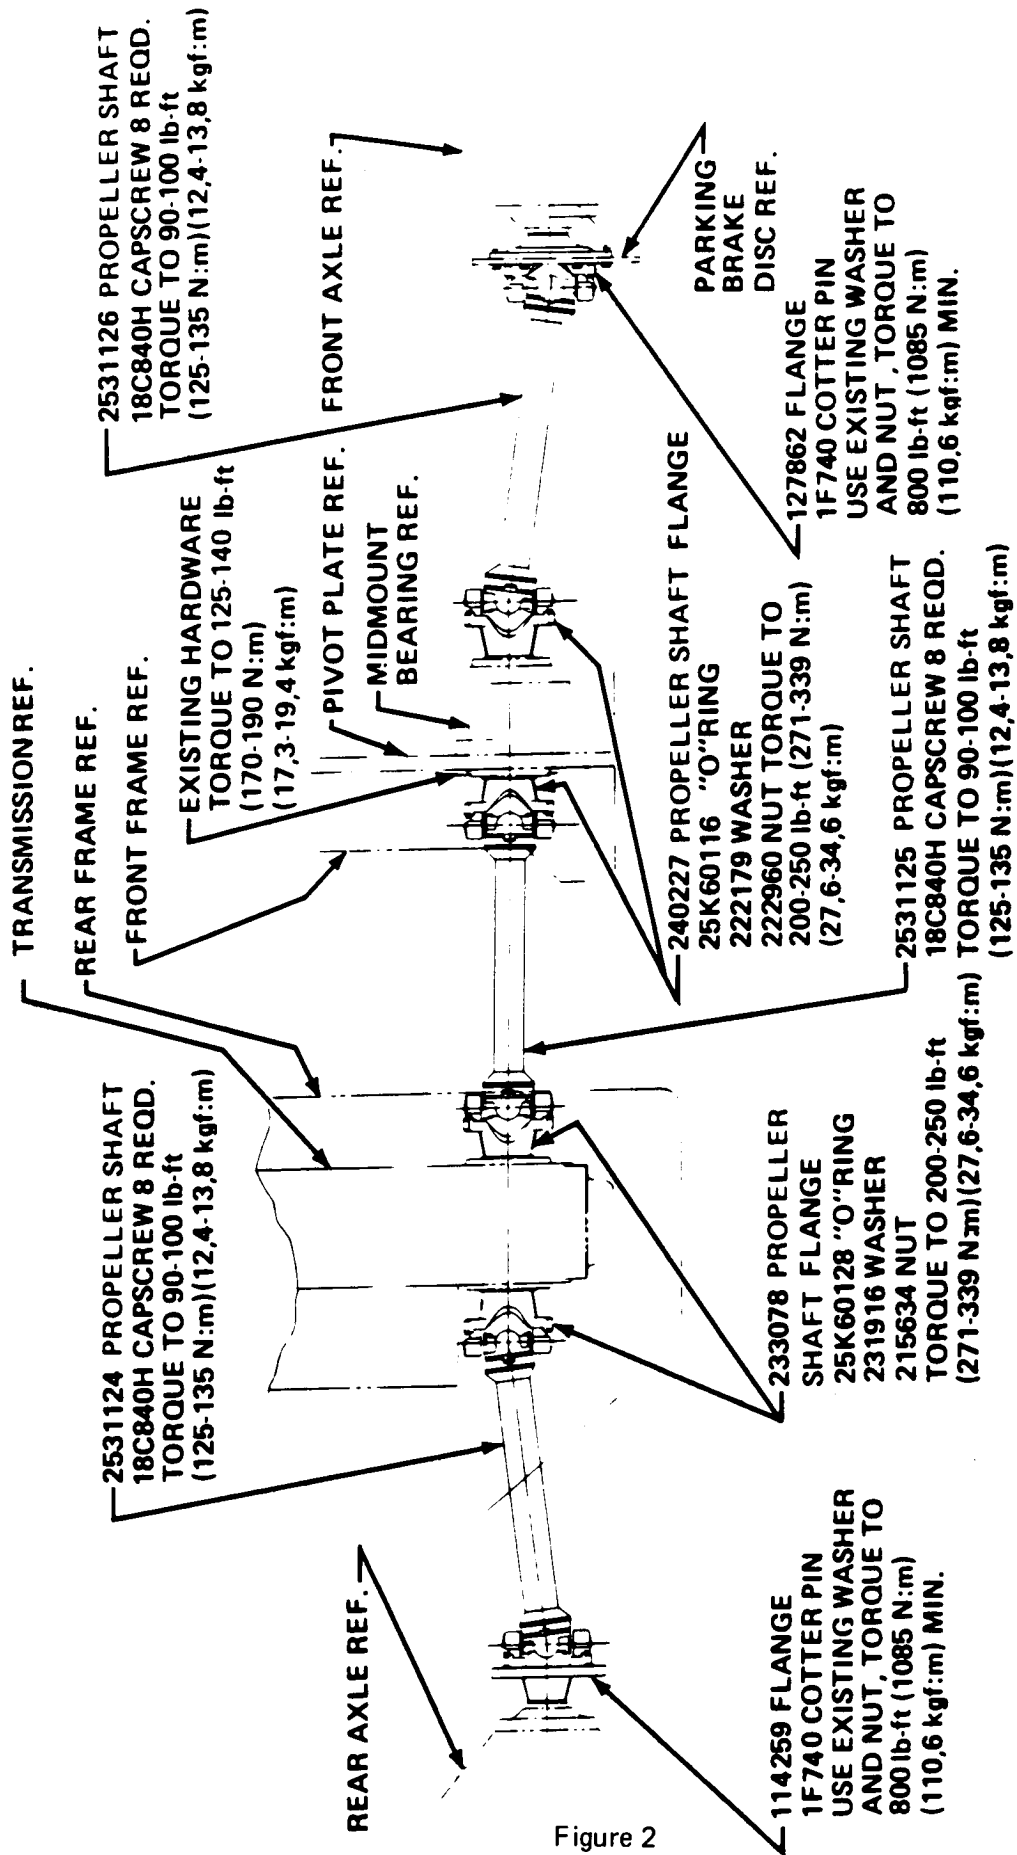 TRANSMISSION REF.
REAR FRAME REF.
FRONT FRAME REF.
2531124 PROPELLER SHAFT
18C840H CAPSCREW 8 REQD.
TORQUE TO 90-100 lb-ft
(125-135 N:m)(12,4-13,8 kgf:m)
EXISTING HARDWARE
TORQUE TO 125-140 lb-ft
(170-190 N:m)
(17,3-19,4 kgf:m)
PIVOT PLATE REF.
MIDMOUNT
BEARING REF.
2531126 PROPELLER SHAFT
18C840H CAPSCREW 8 REQD.
TORQUE TO 90-100 lb-ft
(125-135 N:m)(12,4-13,8 kgf:m)
FRONT AXLE REF.
REAR AXLE REF.
114259 FLANGE
1F740 COTTER PIN
USE EXISTING WASHER
AND NUT, TORQUE TO
800 lb-ft (1085 N:m)
(110,6 kgf:m) MIN.
233078 PROPELLER
SHAFT FLANGE
25K60128 "O"RING
231916 WASHER
215634 NUT
TORQUE TO 200-250 lb-ft
(271-339 N:m)(27,6-34,6 kgf:m)
240227 PROPELLER SHAFT FLANGE
25K60116 "O"RING
222179 WASHER
222960 NUT TORQUE TO
200-250 lb-ft (271-339 N:m)
(27,6-34,6 kgf:m)
2531125 PROPELLER SHAFT
18C840H CAPSCREW 8 REQD.
TORQUE TO 90-100 lb-ft
(125-135 N:m)(12,4-13,8 kgf:m)
PARKING
BRAKE
DISC REF.
127862 FLANGE
1F740 COTTER PIN
USE EXISTING WASHER
AND NUT, TORQUE TO
800 lb-ft (1085 N:m)
(110,6 kgf:m) MIN.
Figure 2